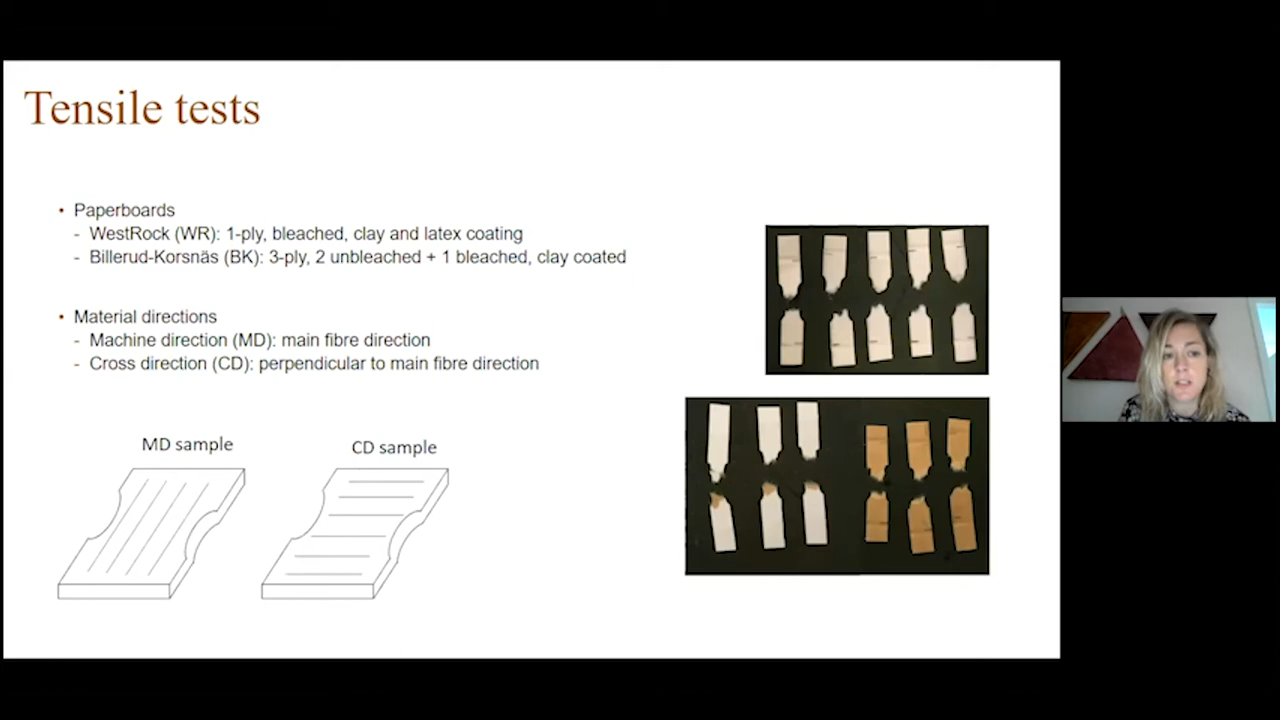 Tensile tests
• Paperboards
- WestRock (WR): 1-ply, bleached, clay and latex coating
- Billerud-Korsnäs (BK): 3-ply, 2 unbleached + 1 bleached, clay coated
• Material directions
- Machine direction (MD): main fibre direction
- Cross direction (CD): perpendicular to main fibre direction
MD sample
CD sample